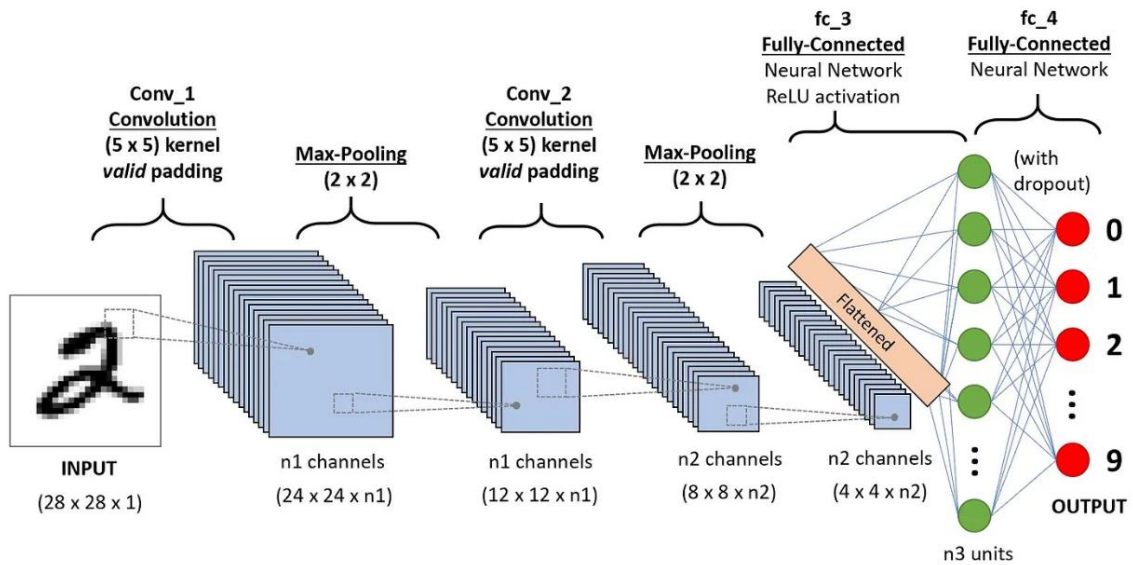 Conv_1
Convolution
(5 x 5) kernel
valid padding
Max-Pooling
(2 x 2)
Conv_2
Convolution
(5 x 5) kernel
valid padding
Max-Pooling
(2 x 2)
fc_3
Fully-Connected
Neural Network
ReLU activation
fc_4
Fully-Connected
Neural Network
(with
dropout)
Flattened
0
1
2
...
9
OUTPUT
...
n3 units
2
INPUT
(28 x 28 x 1)
n1 channels
(24 x 24 x n1)
n1 channels
(12 x 12 x n1)
n2 channels
(8 x 8 x n2)
n2 channels
(4 x 4 x n2)